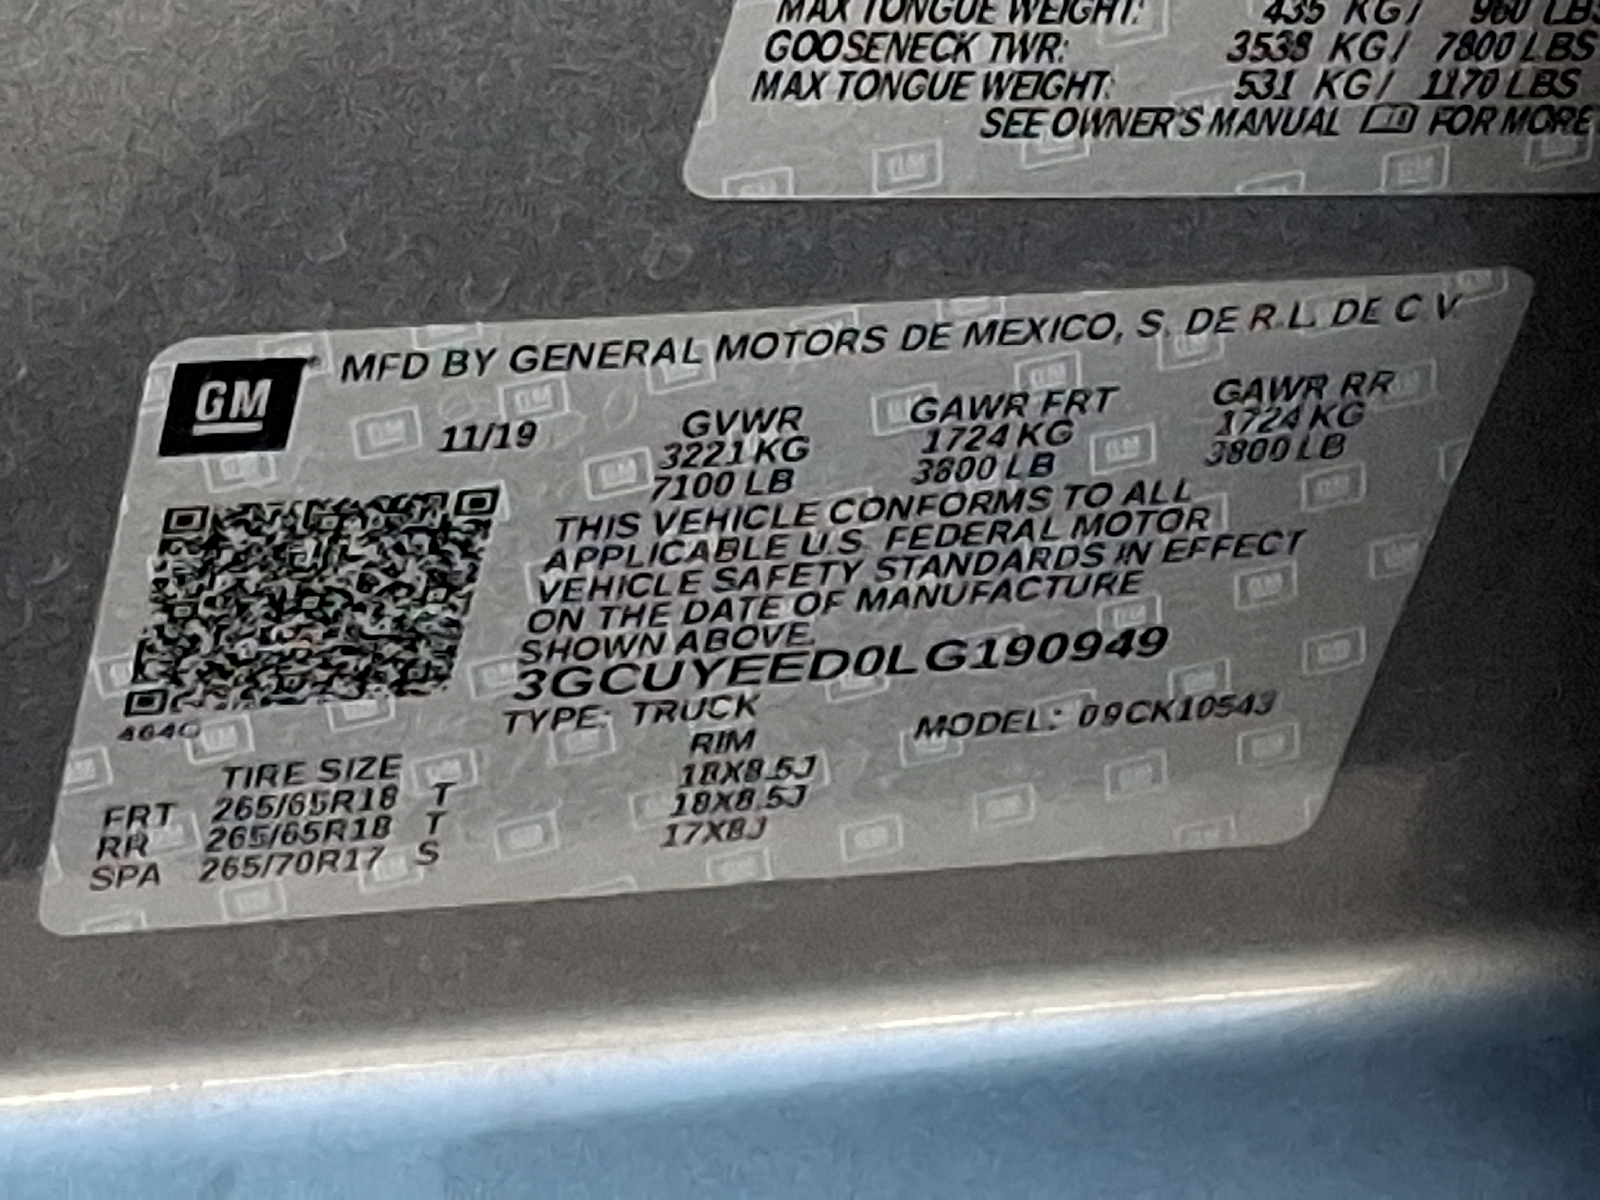 MAX TONGUE WEIGHT: 435 KG/ 960 LBS
GOOSENECK TWR: 3538 KG/ 7800 LBS
MAX TONGUE WEIGHT: 531 KG/ 1170 LBS
SEE OWNER'S MANUAL FOR MORE
GM MFD BY GENERAL MOTORS DE MEXICO, S. DE R.L. DE C V
11/19 GVWR GAWR FRT GAWR RR
3221 KG 1724 KG 1724 KG
7100 LB 3800 LB 3800 LB
THIS VEHICLE CONFORMS TO ALL
APPLICABLE U.S. FEDERAL MOTOR
VEHICLE SAFETY STANDARDS IN EFFECT
ON THE DATE OF MANUFACTURE
SHOWN ABOVE.
3GCUYEED0LG190949
TYPE: TRUCK MODEL: 09CK10543
TIRE SIZE RIM
FRT 265/65R18 T 18X8.5J
RR 265/65R18 T 18X8.5J
SPA 265/70R17 S 17X8J